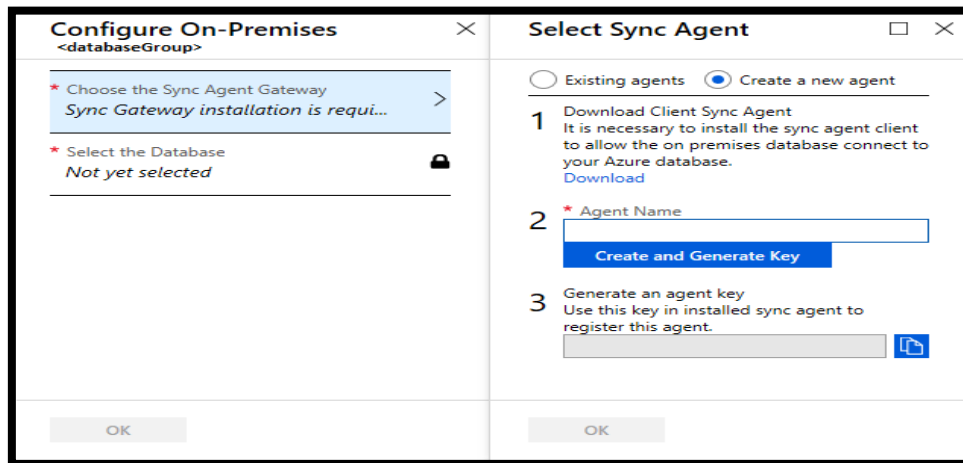 Configure On-Premises
<databaseGroup>
* Choose the Sync Agent Gateway
Sync Gateway installation is requi...
* Select the Database
Not yet selected
OK
Select Sync Agent
Existing agents
Create a new agent
1
Download Client Sync Agent
It is necessary to install the sync agent client
to allow the on premises database connect to
your Azure database.
Download
2
* Agent Name
Create and Generate Key
3
Generate an agent key
Use this key in installed sync agent to
register this agent.
OK